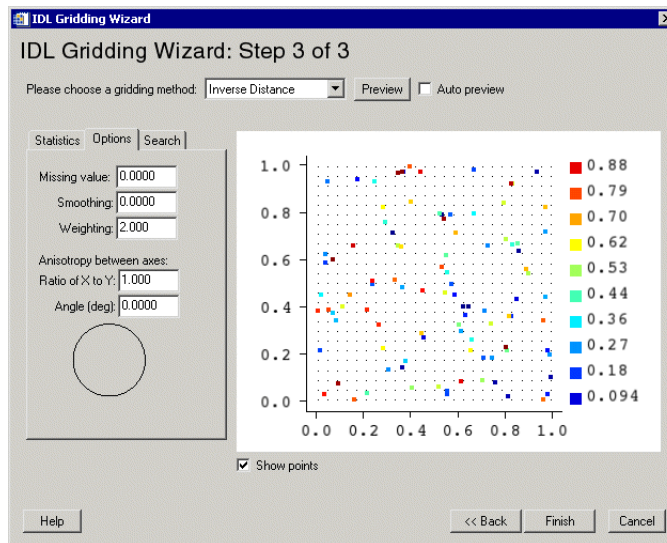 IDL Gridding Wizard
IDL Gridding Wizard: Step 3 of 3
Please choose a gridding method: Inverse Distance Preview Auto preview
Statistics Options Search
Missing value: 0.0000
Smoothing: 0.0000
Weighting: 2.000
Anisotropy between axes:
Ratio of X to Y: 1.000
Angle (deg): 0.0000
1.0
0.8
0.6
0.4
0.2
0.0
0.0 0.2 0.4 0.6 0.8 1.0
0.88
0.79
0.70
0.62
0.53
0.44
0.36
0.27
0.18
0.094
Show points
Help << Back Finish Cancel